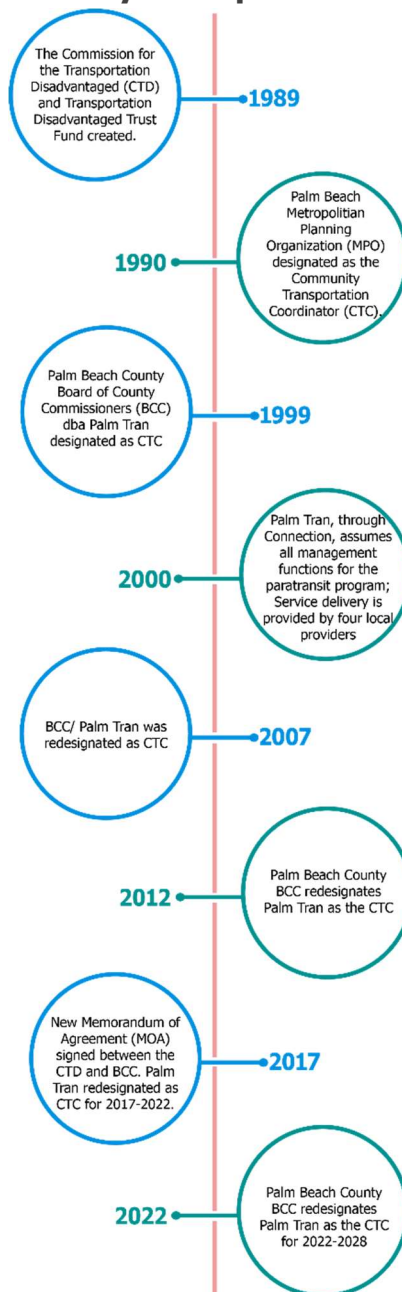 The Commission for
the Transportation
Disadvantaged (CTD)
and Transportation
Disadvantaged Trust
Fund created.
1989
Palm Beach
Metropolitian
Planning
Organization (MPO)
designated as the
Community
Transportation
Coordinator (CTC).
1990
Palm Beach County
Board of County
Commissioners (BCC)
dba Palm Tran
designated as CTC
1999
Palm Tran, through
Connection, assumes
all management
functions for the
paratransit program;
Service delivery is
provided by four local
providers
2000
BCC/ Palm Tran was
redesignated as CTC
2007
Palm Beach County
BCC redesignates
Palm Tran as the CTC
2012
New Memorandum of
Agreement (MOA)
signed between the
CTD and BCC. Palm
Tran redesignated as
CTC for 2017-2022.
2017
Palm Beach County
BCC redesignates
Palm Tran as the CTC
for 2022-2028
2022